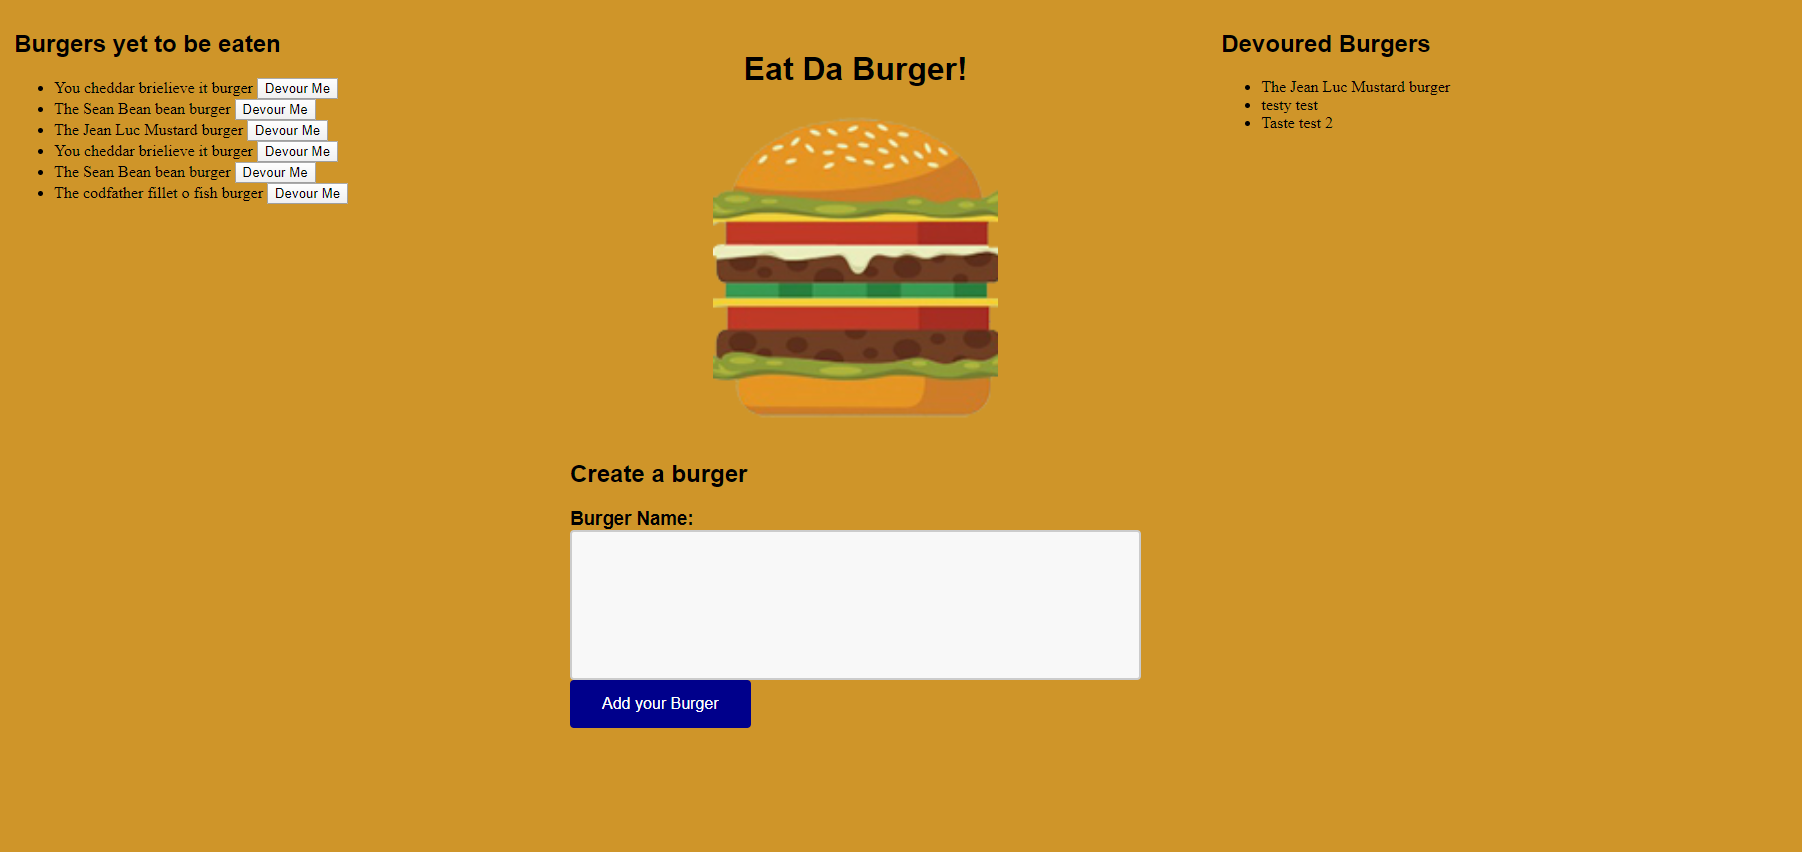 Burgers yet to be eaten
You cheddar brielieve it burger Devour Me
The Sean Bean bean burger Devour Me
The Jean Luc Mustard burger Devour Me
You cheddar brielieve it burger Devour Me
The Sean Bean bean burger Devour Me
The codfather fillet o fish burger Devour Me
Eat Da Burger!
Create a burger
Burger Name:
Add your Burger
Devoured Burgers
The Jean Luc Mustard burger
testy test
Taste test 2